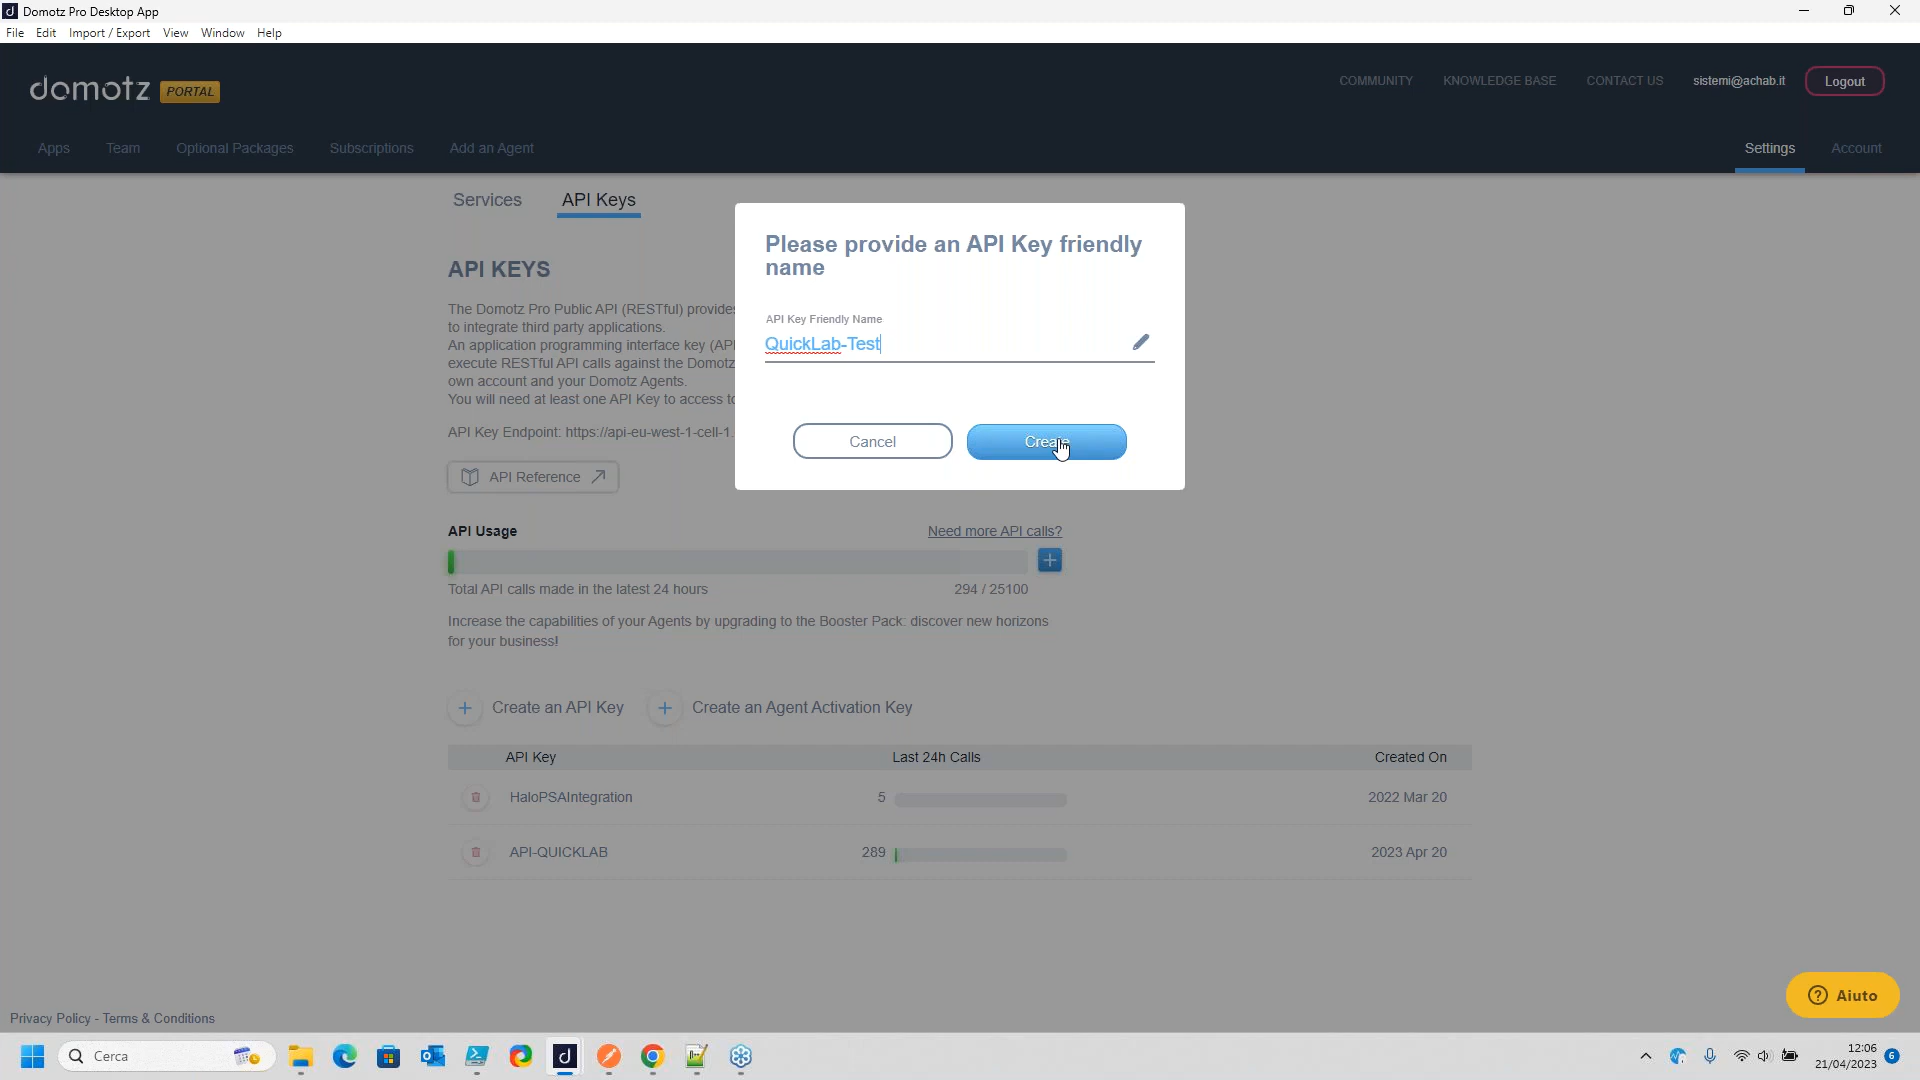 Domotz Pro Desktop App
File Edit Import / Export View Window Help
domotz PORTAL
COMMUNITY KNOWLEDGE BASE CONTACT US sistemi@achab.it Logout
Apps Team Optional Packages Subscriptions Add an Agent Settings Account
Services API Keys
Please provide an API Key friendly
name
API Key Friendly Name
QuickLab-Test
Cancel Create
API KEYS
The Domotz Pro Public API (RESTful) provides
to integrate third party applications.
An application programming interface key (API
execute RESTful API calls against the Domotz
own account and your Domotz Agents.
You will need at least one API Key to access to
API Key Endpoint: https://api-eu-west-1-cell-1.
API Reference
API Usage Need more API calls?
Total API calls made in the latest 24 hours 294 / 25100
Increase the capabilities of your Agents by upgrading to the Booster Pack: discover new horizons
for your business!
Create an API Key Create an Agent Activation Key
API Key Last 24h Calls Created On
HaloPSAIntegration 5 2022 Mar 20
API-QUICKLAB 289 2023 Apr 20
Aiuto
Privacy Policy - Terms & Conditions
Cerca
12:06
21/04/2023 6